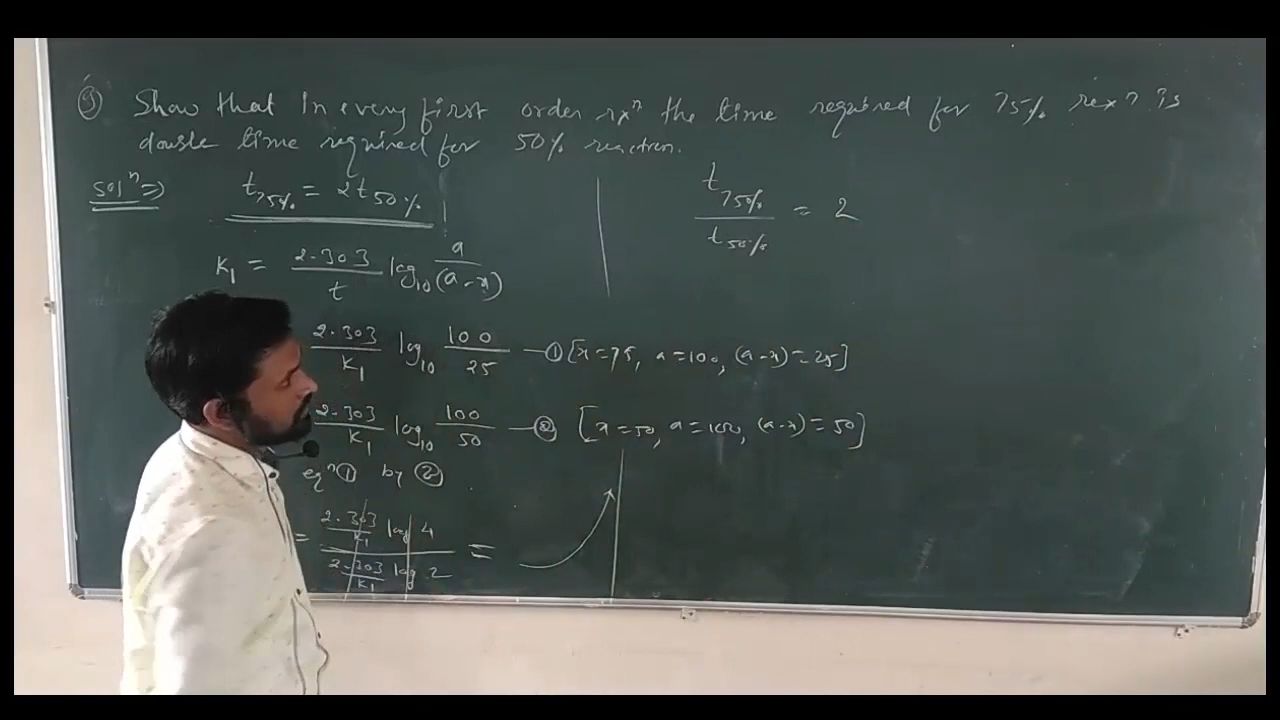 9) Show that In every first order rxⁿ the time required for 75% rexⁿ is
double time required for 50% reaction.
Solⁿ ⇒
t75% = 2t50%
K₁ = 2.303/t log₁₀ a/(a-x)
2.303/K₁ log₁₀ 100/25 —① [x=75, a=100, (a-x)=25]
2.303/K₁ log₁₀ 100/50 —② [x=50, a=100, (a-x)=50]
eqⁿ ① by ②
= 2.303/K₁ log 4 / 2.303/K₁ log 2 =
t75%/t50% = 2